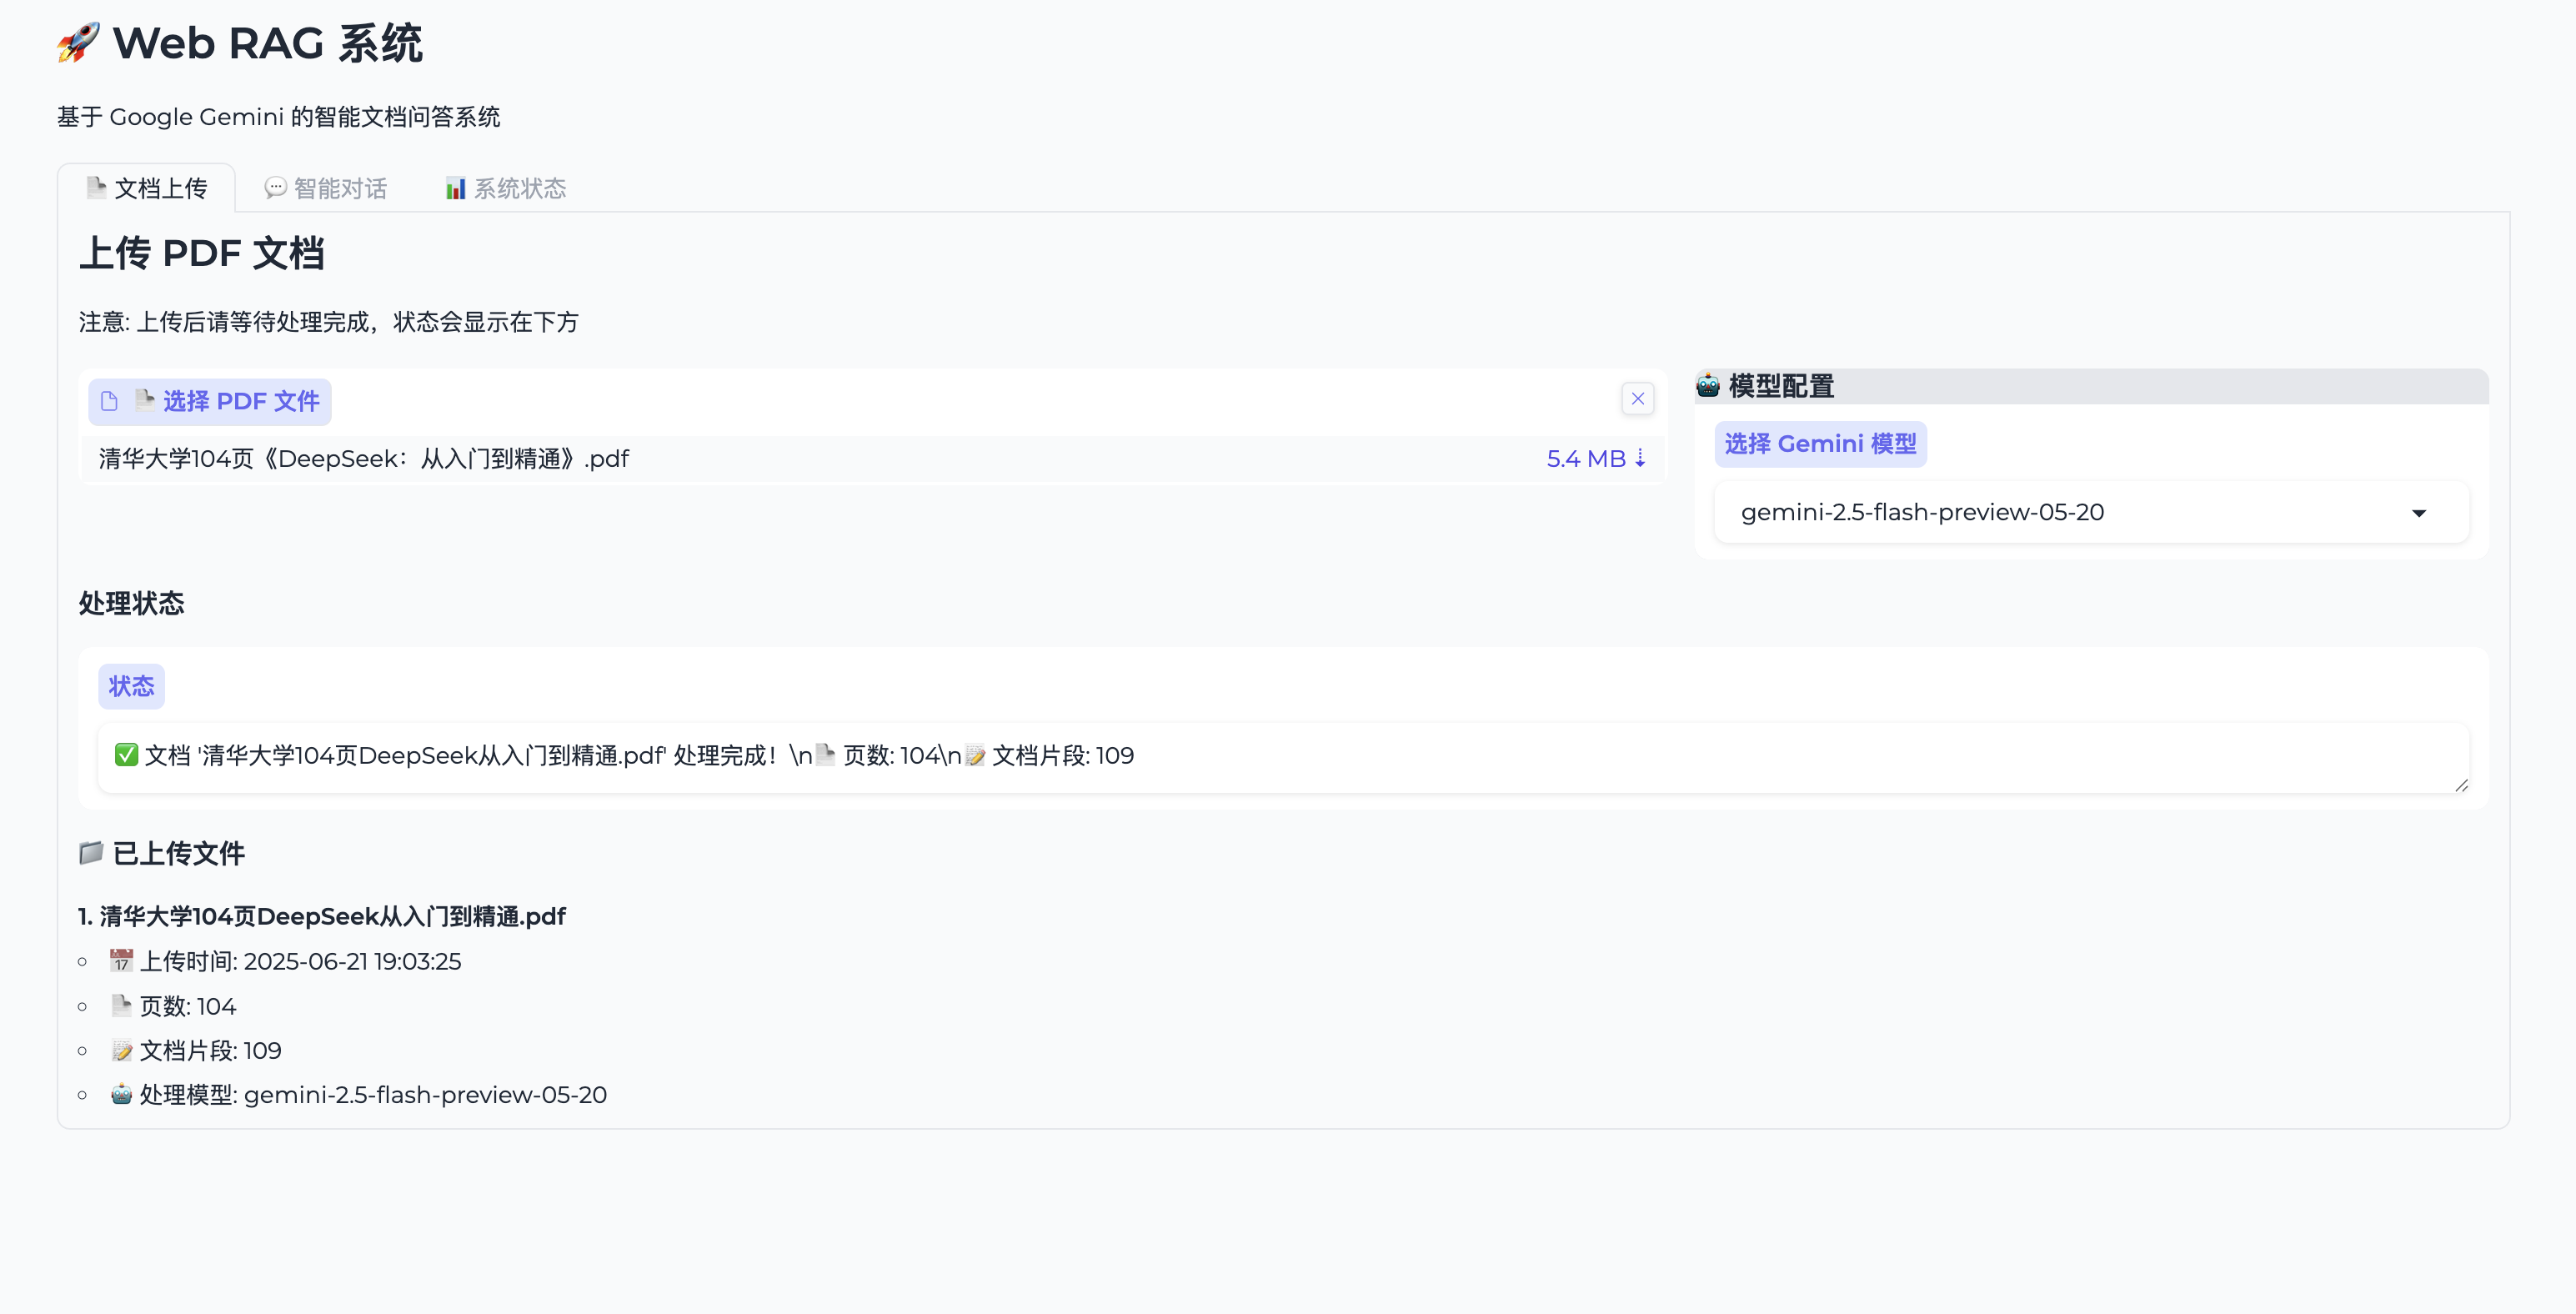 🚀 Web RAG 系统
基于 Google Gemini 的智能文档问答系统
📄 文档上传
💬 智能对话
📊 系统状态
上传 PDF 文档
注意: 上传后请等待处理完成，状态会显示在下方
📄 选择 PDF 文件
清华大学104页《DeepSeek：从入门到精通》.pdf
5.4 MB ⇣
🤖 模型配置
选择 Gemini 模型
gemini-2.5-flash-preview-05-20
处理状态
状态
✅ 文档 '清华大学104页DeepSeek从入门到精通.pdf' 处理完成！\n📄 页数: 104\n📝 文档片段: 109
📁 已上传文件
1. 清华大学104页DeepSeek从入门到精通.pdf
📅 上传时间: 2025-06-21 19:03:25
📄 页数: 104
📝 文档片段: 109
🤖 处理模型: gemini-2.5-flash-preview-05-20